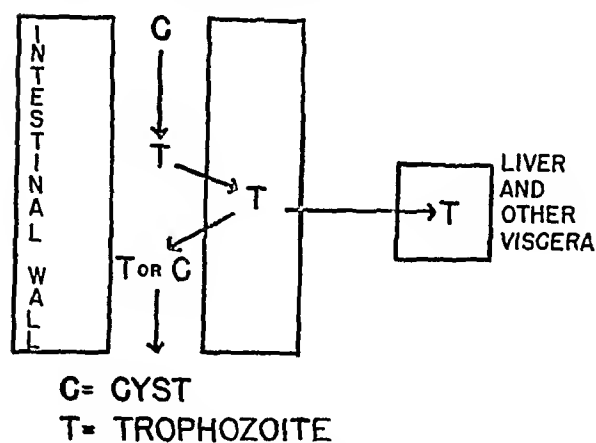 C
INTESTINAL WALL
T
T
T
LIVER
AND
OTHER
VISCERA
T OR C
C= CYST
T= TROPHOZOITE